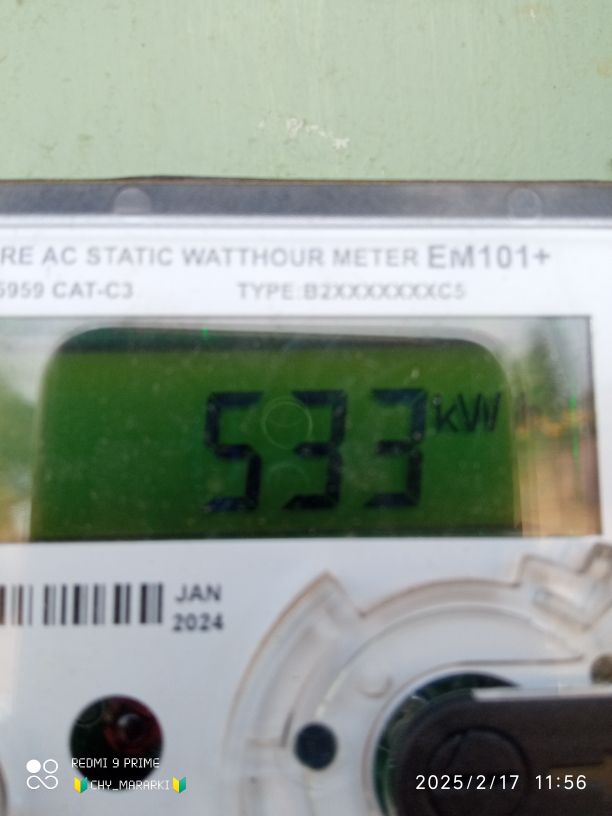 RE AC STATIC WATTHOUR METER EM101+
5959 CAT-C3 TYPE:B2XXXXXXXC5
533 kW
JAN
2024
REDMI 9 PRIME
🔰CHY_MARARKI🔰
2025/2/17 11:56